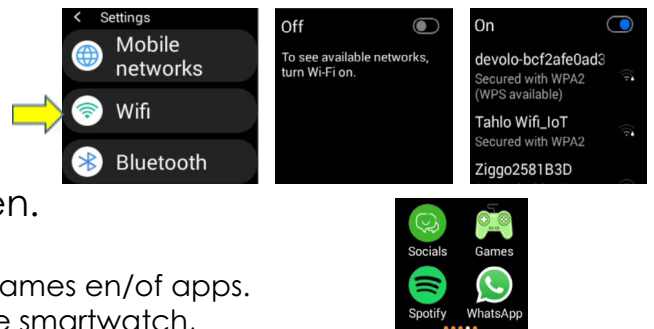 < Settings
Mobile
networks
Wifi
Bluetooth
Off
To see available networks,
turn Wi-Fi on.
On
devolo-bcf2afe0ad3
Secured with WPA2
(WPS available)
Tahlo Wifi_IoT
Secured with WPA2
Ziggo2581B3D
en.
Socials
Games
Spotify
WhatsApp
ames en/of apps.
e smartwatch.